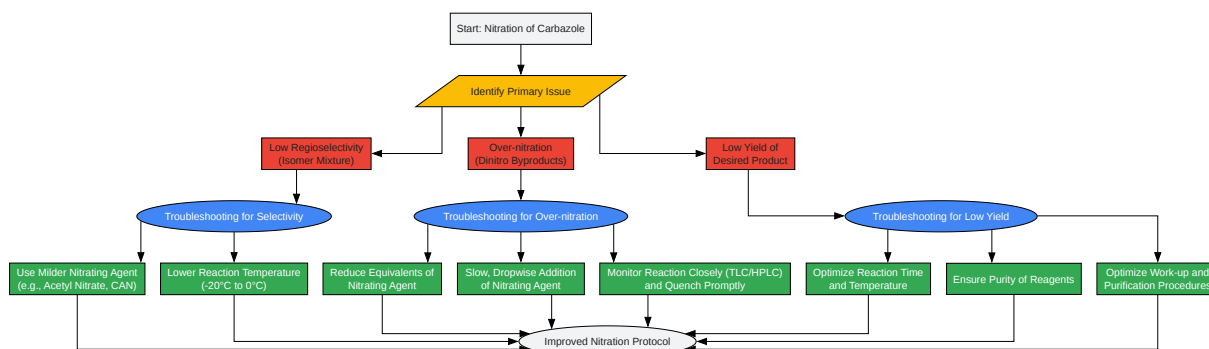 Start: Nitration of Carbazole
Identify Primary Issue
Low Regioselectivity
(Isomer Mixture)
Over-nitration
(Dinitro Byproducts)
Low Yield of
Desired Product
Troubleshooting for Selectivity
Troubleshooting for Over-nitration
Troubleshooting for Low Yield
Use Milder Nitrating Agent
(e.g., Acetyl Nitrate, CAN)
Lower Reaction Temperature
(-20°C to 0°C)
Reduce Equivalents of
Nitrating Agent
Slow, Dropwise Addition
of Nitrating Agent
Monitor Reaction Closely (TLC/HPLC)
and Quench Promptly
Optimize Reaction Time
and Temperature
Ensure Purity of Reagents
Optimize Work-up and
Purification Procedures
Improved Nitration Protocol